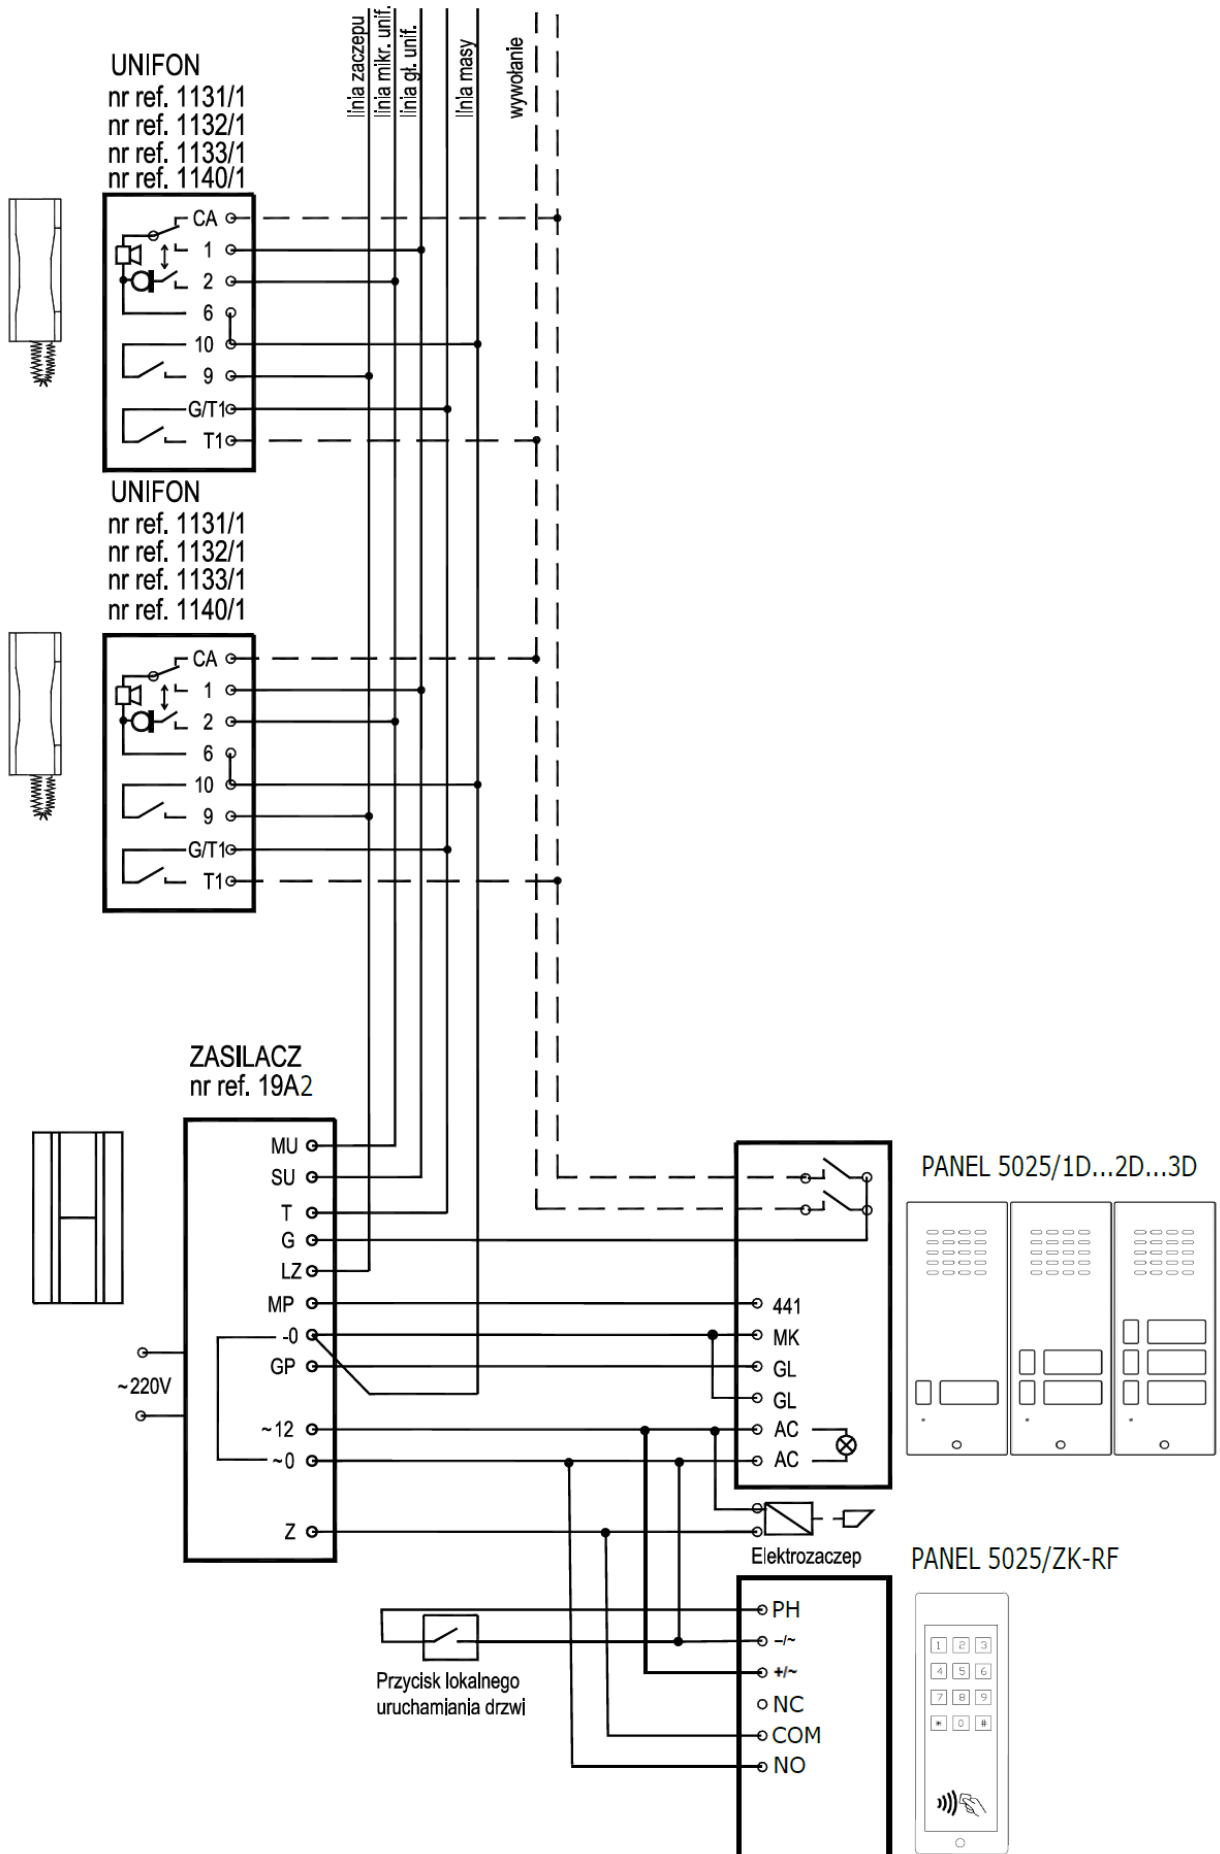 linia zaczepu
linia mikr. unif.
linia gł. unif.
linia masy
wywołanie
UNIFON
nr ref. 1131/1
nr ref. 1132/1
nr ref. 1133/1
nr ref. 1140/1
CA
1
2
6
10
9
G/T1
T1
UNIFON
nr ref. 1131/1
nr ref. 1132/1
nr ref. 1133/1
nr ref. 1140/1
CA
1
2
6
10
9
G/T1
T1
ZASILACZ
nr ref. 19A2
MU
SU
T
G
LZ
MP
-0
GP
~12
~0
Z
~220V
PANEL 5025/1D...2D...3D
441
MK
GL
GL
AC
AC
Elektrozaczep
PANEL 5025/ZK-RF
PH
–/~
+/~
NC
COM
NO
Przycisk lokalnego
uruchamiania drzwi
1 2 3
4 5 6
7 8 9
* 0 #